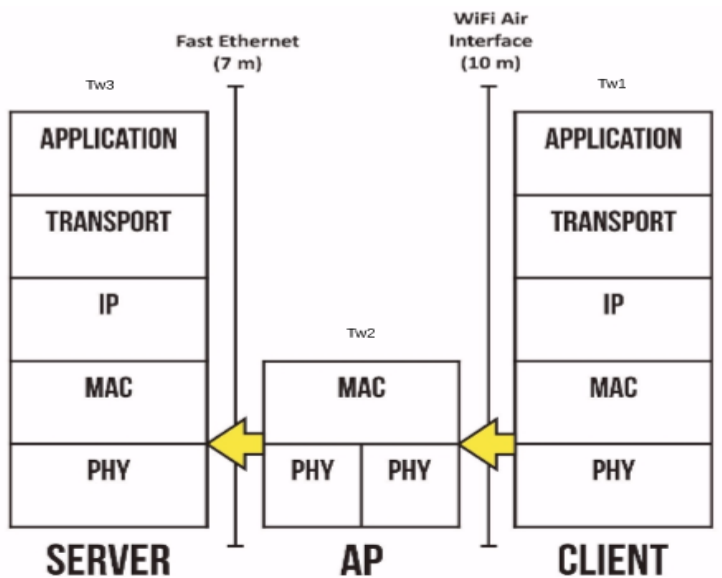 Fast Ethernet
(7 m)
WiFi Air
Interface
(10 m)
Tw3
Tw1
APPLICATION
TRANSPORT
IP
MAC
PHY
SERVER
Tw2
MAC
PHY PHY
AP
APPLICATION
TRANSPORT
IP
MAC
PHY
CLIENT